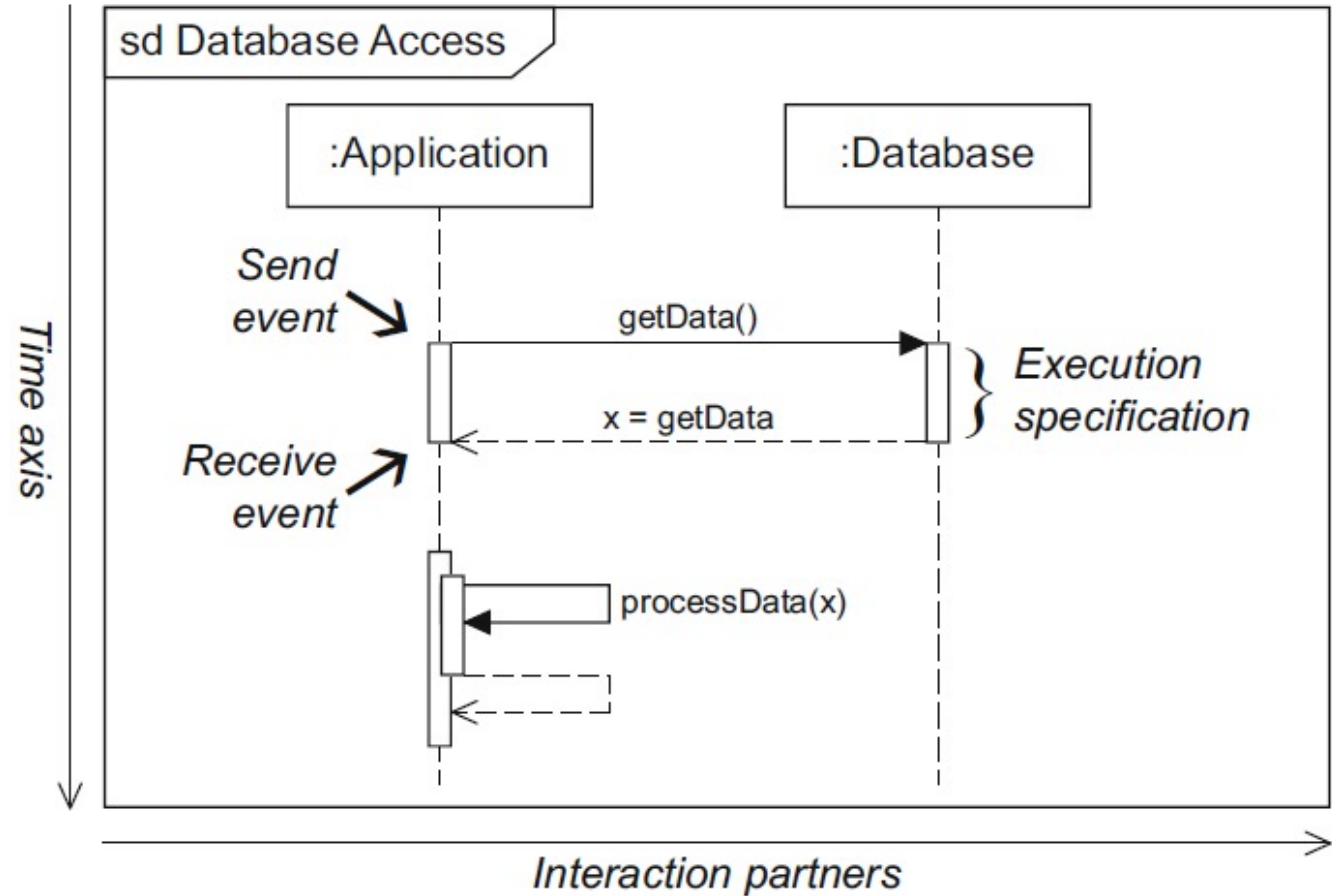 sd Database Access
:Application
:Database
Send
event
getData()
Execution
specification
x = getData
Receive
event
processData(x)
Time axis
Interaction partners